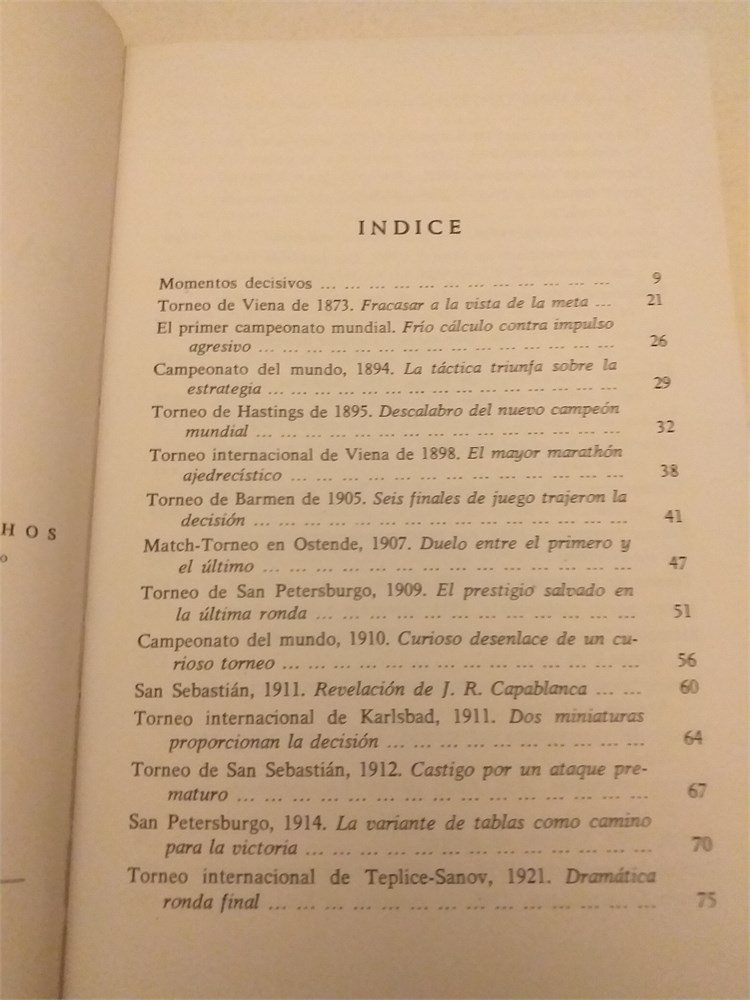 HOS
o
INDICE
Momentos decisivos ... ... ... ... ... ... ... ... ... ... ... ... 9
Torneo de Viena de 1873. Fracasar a la vista de la meta ... 21
El primer campeonato mundial. Frío cálculo contra impulso
agresivo ... ... ... ... ... ... ... ... ... ... ... ... ... ... ... 26
Campeonato del mundo, 1894. La táctica triunfa sobre la
estrategia ... ... ... ... ... ... ... ... ... ... ... ... ... ... ... 29
Torneo de Hastings de 1895. Descalabro del nuevo campeón
mundial ... ... ... ... ... ... ... ... ... ... ... ... ... ... ... 32
Torneo internacional de Viena de 1898. El mayor marathón
ajedrecístico ... ... ... ... ... ... ... ... ... ... ... ... ... ... 38
Torneo de Barmen de 1905. Seis finales de juego trajeron la
decisión ... ... ... ... ... ... ... ... ... ... ... ... ... ... ... 41
Match-Torneo en Ostende, 1907. Duelo entre el primero y
el último ... ... ... ... ... ... ... ... ... ... ... ... ... ... ... 47
Torneo de San Petersburgo, 1909. El prestigio salvado en
la última ronda ... ... ... ... ... ... ... ... ... ... ... ... 51
Campeonato del mundo, 1910. Curioso desenlace de un cu-
rioso torneo ... ... ... ... ... ... ... ... ... ... ... ... ... 56
San Sebastián, 1911. Revelación de J. R. Capablanca ... ... 60
Torneo internacional de Karlsbad, 1911. Dos miniaturas
proporcionan la decisión ... ... ... ... ... ... ... ... ... ... 64
Torneo de San Sebastián, 1912. Castigo por un ataque pre-
maturo ... ... ... ... ... ... ... ... ... ... ... ... ... ... ... 67
San Petersburgo, 1914. La variante de tablas como camino
para la victoria ... ... ... ... ... ... ... ... ... ... ... ... 70
Torneo internacional de Teplice-Sanov, 1921. Dramática
ronda final ... ... ... ... ... ... ... ... ... ... ... ... ... ... 75